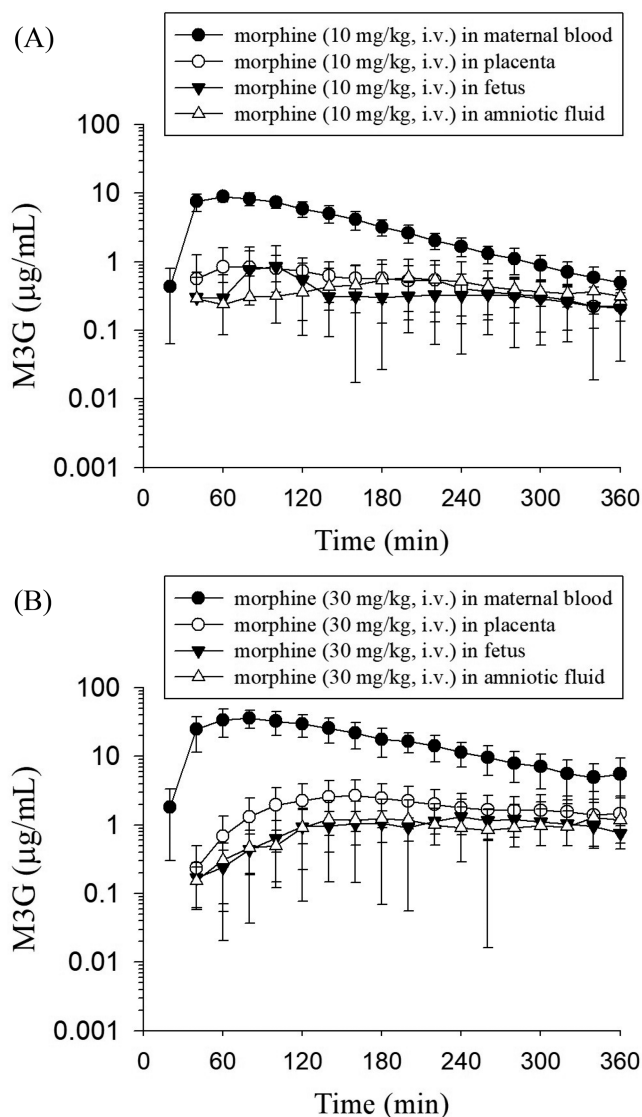 (A)
morphine (10 mg/kg, i.v.) in maternal blood
morphine (10 mg/kg, i.v.) in placenta
morphine (10 mg/kg, i.v.) in fetus
morphine (10 mg/kg, i.v.) in amniotic fluid
100
10
1
0.1
0.01
0.001
M3G (µg/mL)
0 60 120 180 240 300 360
Time (min)
(B)
morphine (30 mg/kg, i.v.) in maternal blood
morphine (30 mg/kg, i.v.) in placenta
morphine (30 mg/kg, i.v.) in fetus
morphine (30 mg/kg, i.v.) in amniotic fluid
100
10
1
0.1
0.01
0.001
M3G (µg/mL)
0 60 120 180 240 300 360
Time (min)